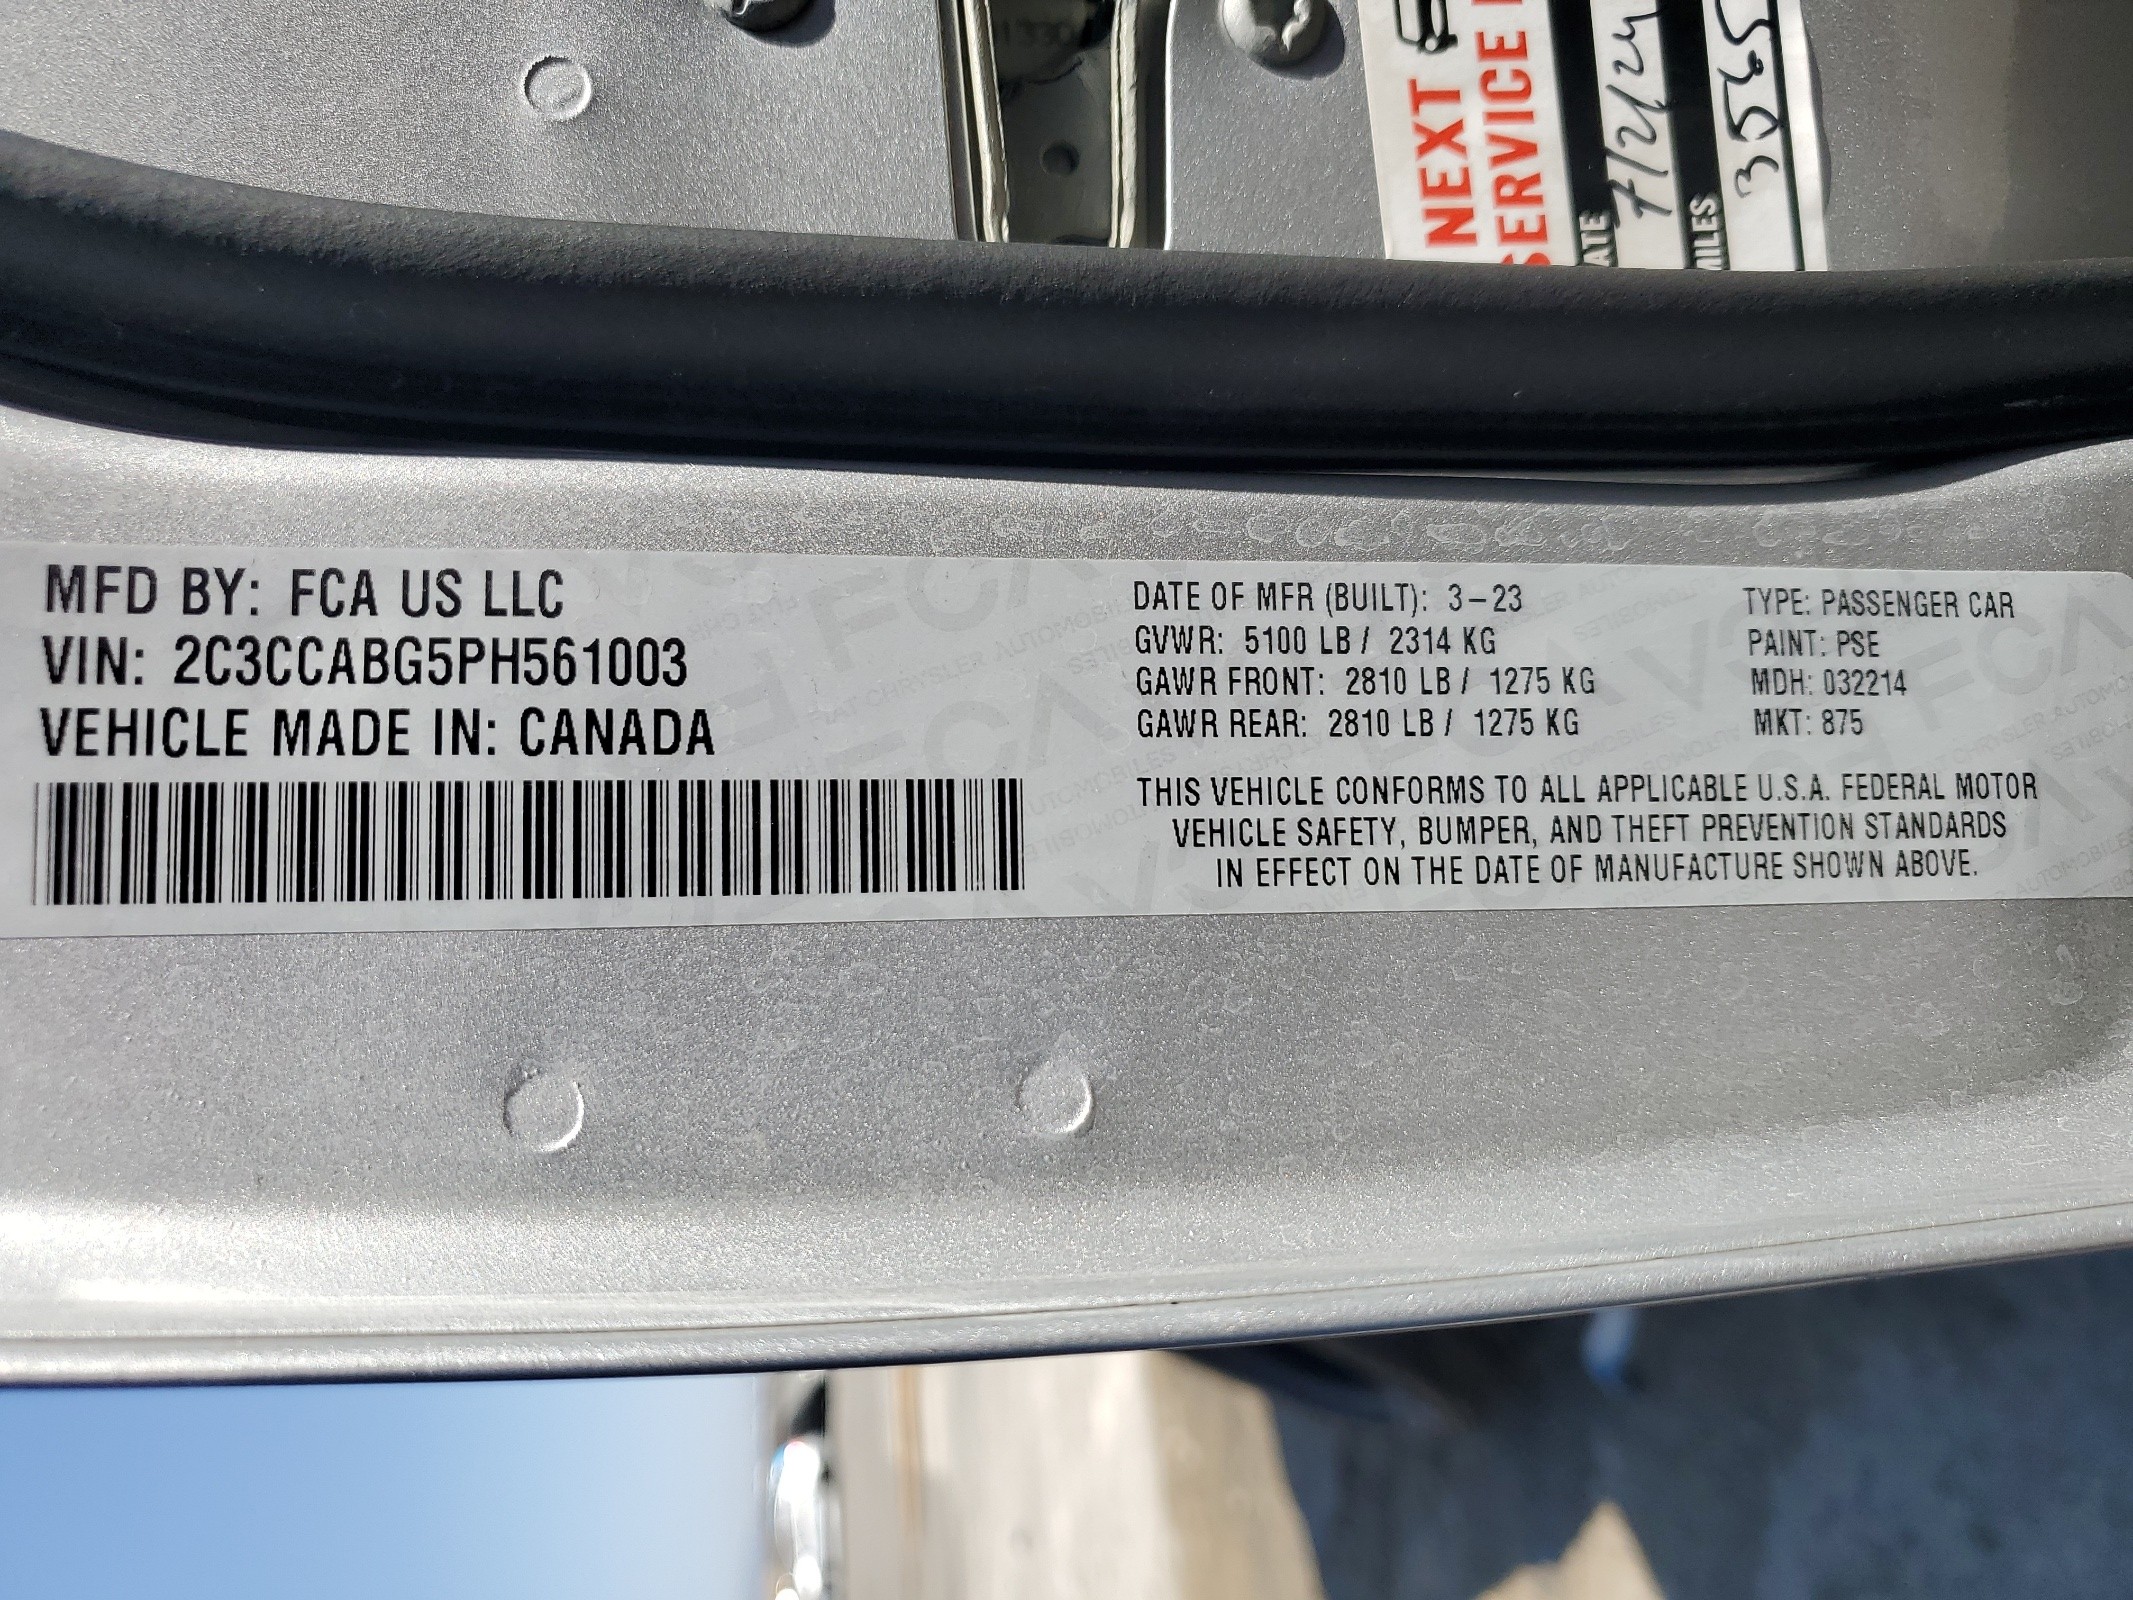 NEXT
SERVICE
7/2/24
MILES
MFD BY: FCA US LLC
VIN: 2C3CCABG5PH561003
VEHICLE MADE IN: CANADA
DATE OF MFR (BUILT): 3-23
GVWR: 5100 LB / 2314 KG
GAWR FRONT: 2810 LB / 1275 KG
GAWR REAR: 2810 LB / 1275 KG
TYPE: PASSENGER CAR
PAINT: PSE
MDH: 032214
MKT: 875
THIS VEHICLE CONFORMS TO ALL APPLICABLE U.S.A. FEDERAL MOTOR
VEHICLE SAFETY, BUMPER, AND THEFT PREVENTION STANDARDS
IN EFFECT ON THE DATE OF MANUFACTURE SHOWN ABOVE.